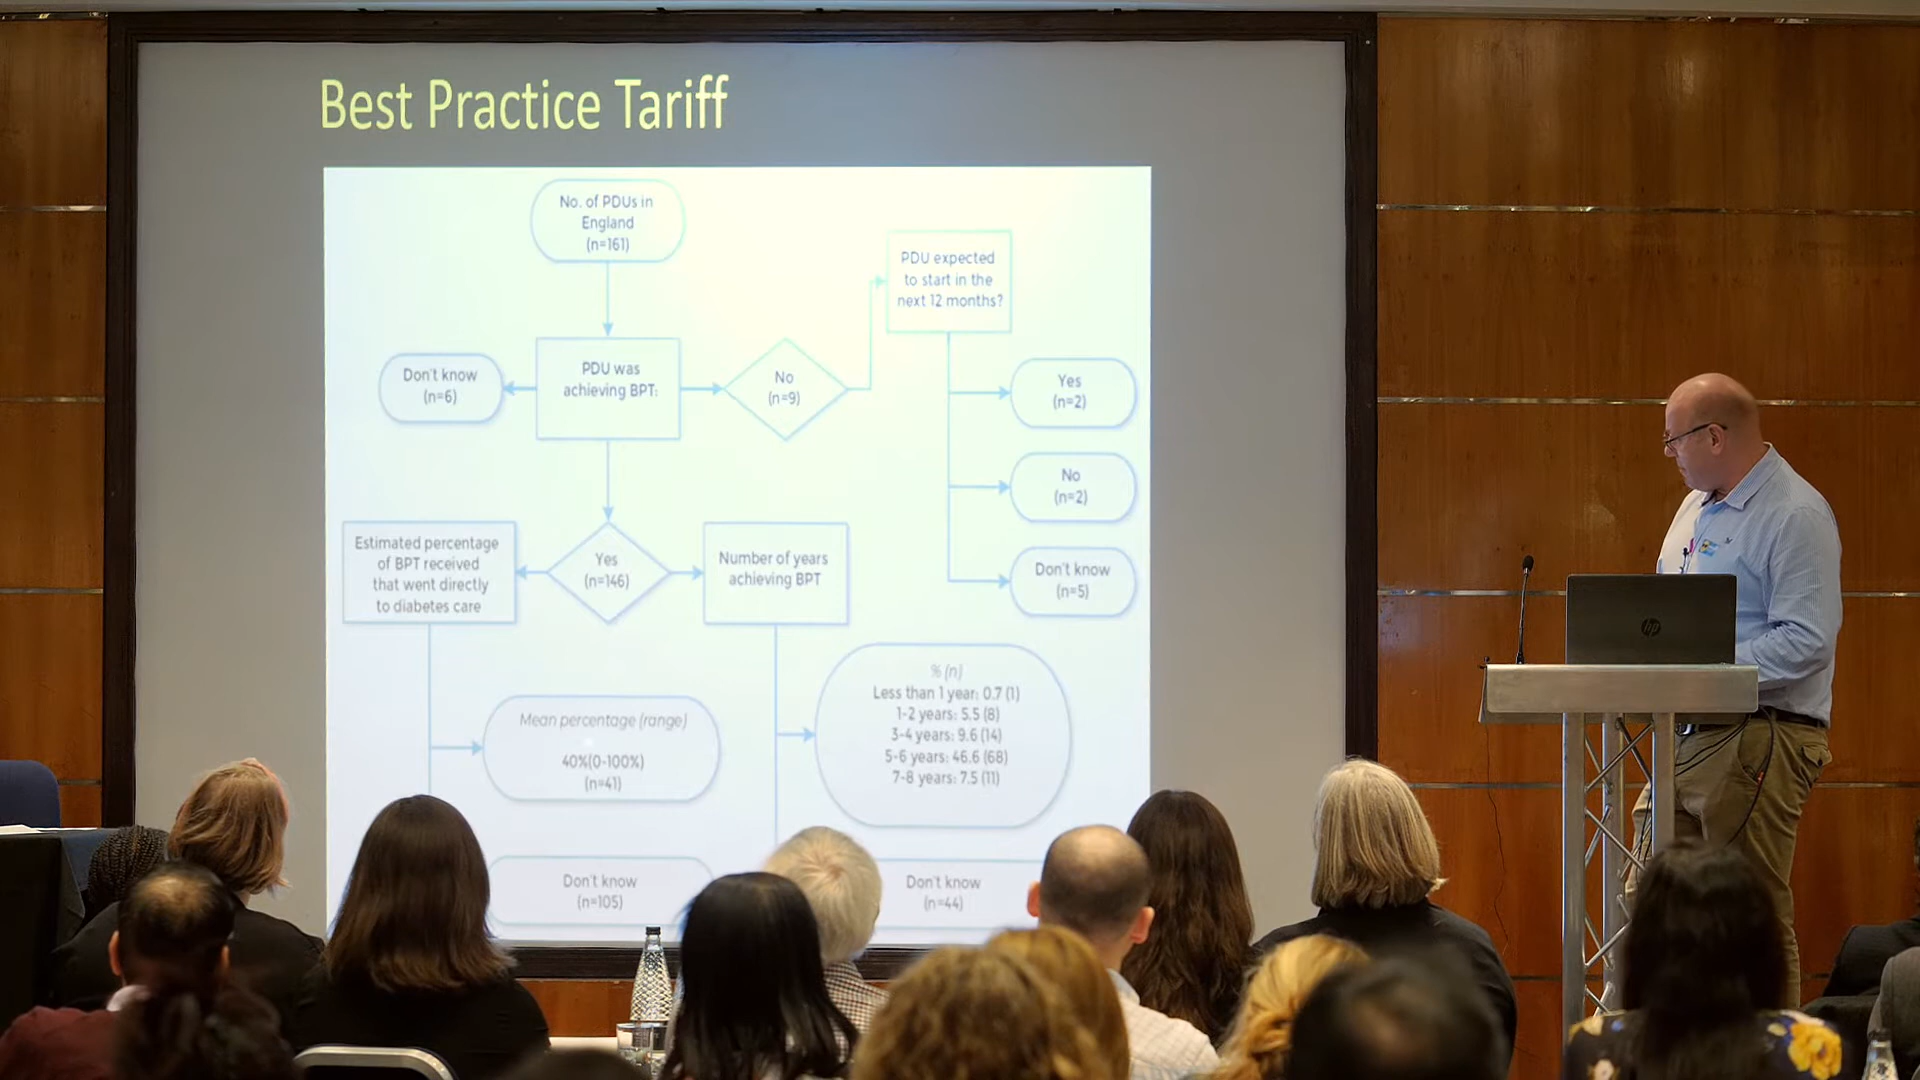 Best Practice Tariff
No. of PDUs in
England
(n=161)
PDU expected
to start in the
next 12 months?
Don't know
(n=6)
PDU was
achieving BPT:
No
(n=9)
Yes
(n=2)
No
(n=2)
Don't know
(n=5)
Estimated percentage
of BPT received
that went directly
to diabetes care
Yes
(n=146)
Number of years
achieving BPT
Mean percentage (range)
40%(0-100%)
(n=41)
% (n)
Less than 1 year: 0.7 (1)
1-2 years: 5.5 (8)
3-4 years: 9.6 (14)
5-6 years: 46.6 (68)
7-8 years: 7.5 (11)
Don't know
(n=105)
Don't know
(n=44)
hp